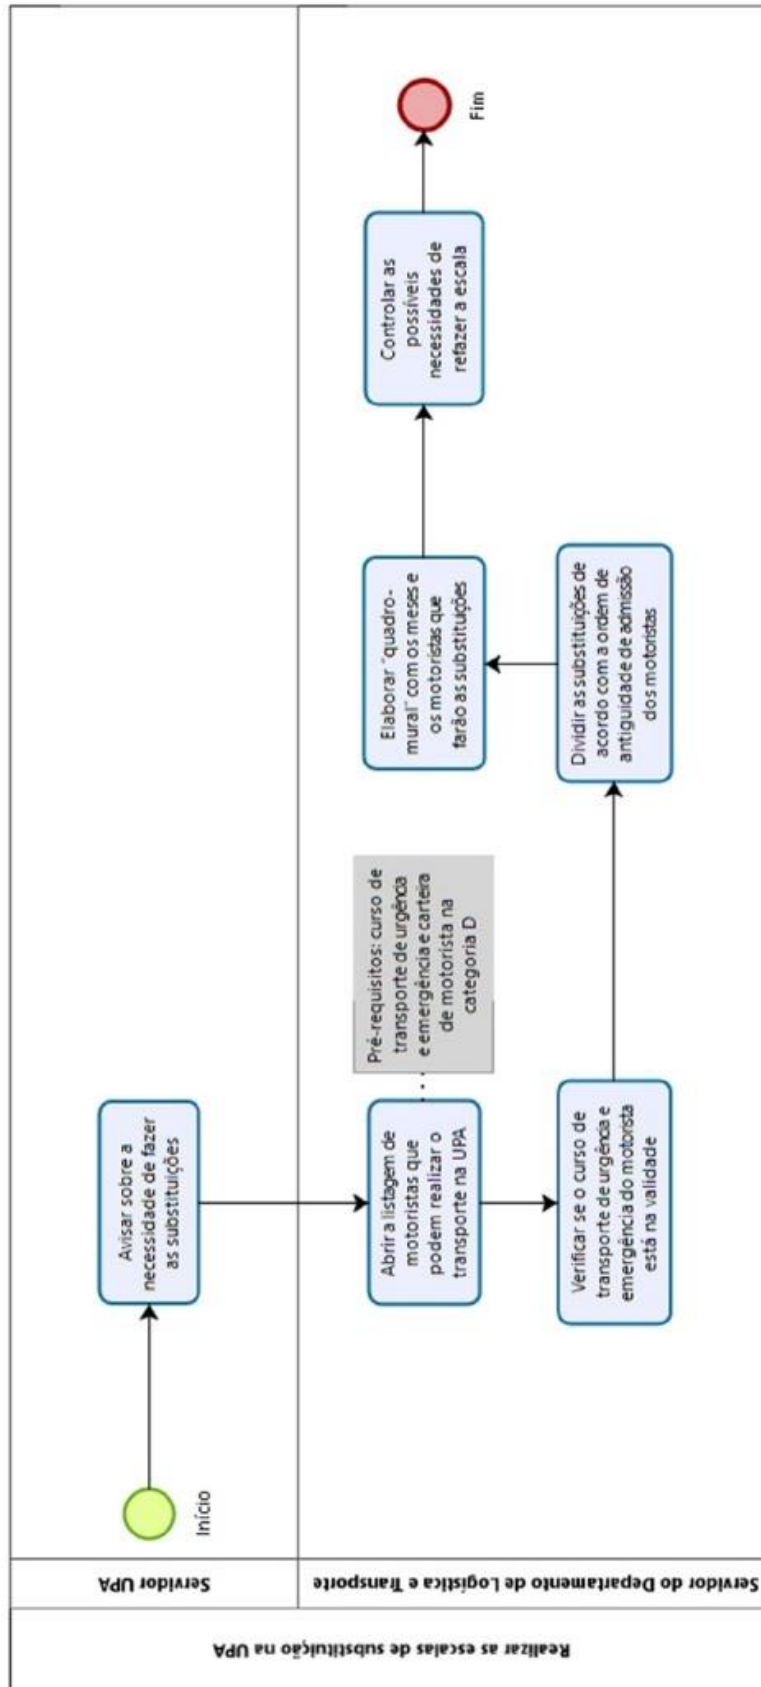 Realizar as escalas de substituição na UPA
Servidor UPA
Início
Avisar sobre a
necessidade de fazer
as substituições
Servidor do Departamento de Logística e Transporte
Abrir a listagem de
motoristas que
podem realizar o
transporte na UPA
Pré-requisitos: curso de
transporte de urgência
e emergência e carteira
de motorista na
categoria D
Verificar se o curso de
transporte de urgência e
emergência do motorista
está na validade
Dividir as substituições de
acordo com a ordem de
antiguidade de admissão
dos motoristas
Elaborar "quadro-
mural" com os meses e
os motoristas que
farão as substituições
Controlar as
possíveis
necessidades de
refazer a escala
Fim